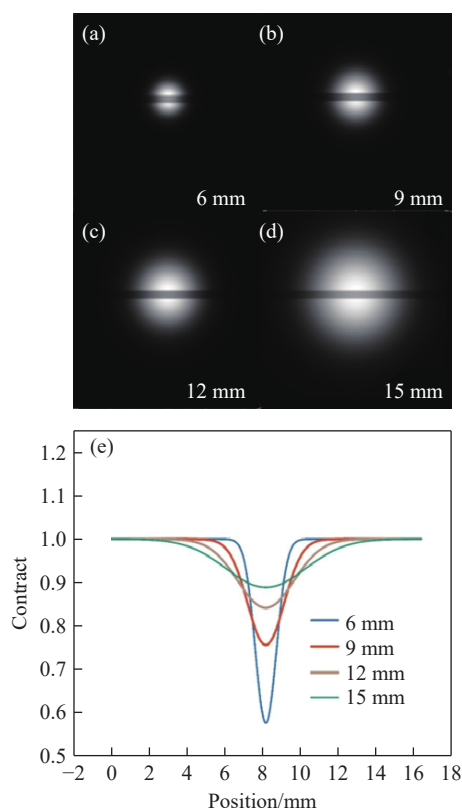 (a)
(b)
6 mm
9 mm
(c)
(d)
12 mm
15 mm
(e)
1.2
1.1
1.0
0.9
0.8
0.7
0.6
0.5
Contract
6 mm
9 mm
12 mm
15 mm
−2 0 2 4 6 8 10 12 14 16 18
Position/mm